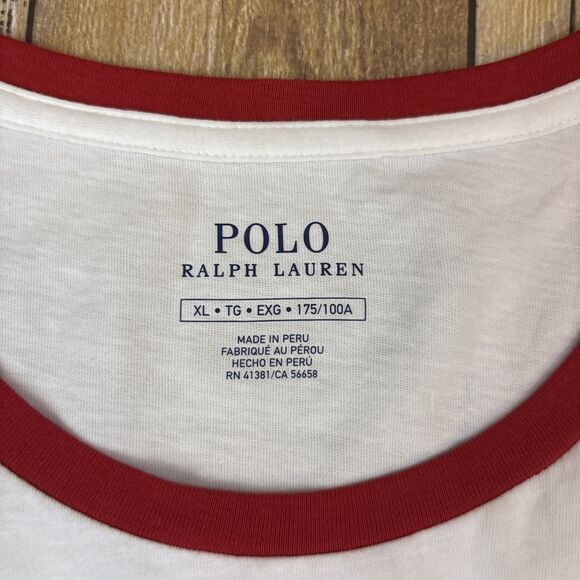 POLO
RALPH LAUREN
XL • TG • EXG • 175/100A
MADE IN PERU
FABRIQUÉ AU PÉROU
HECHO EN PERÚ
RN 41381/CA 56658